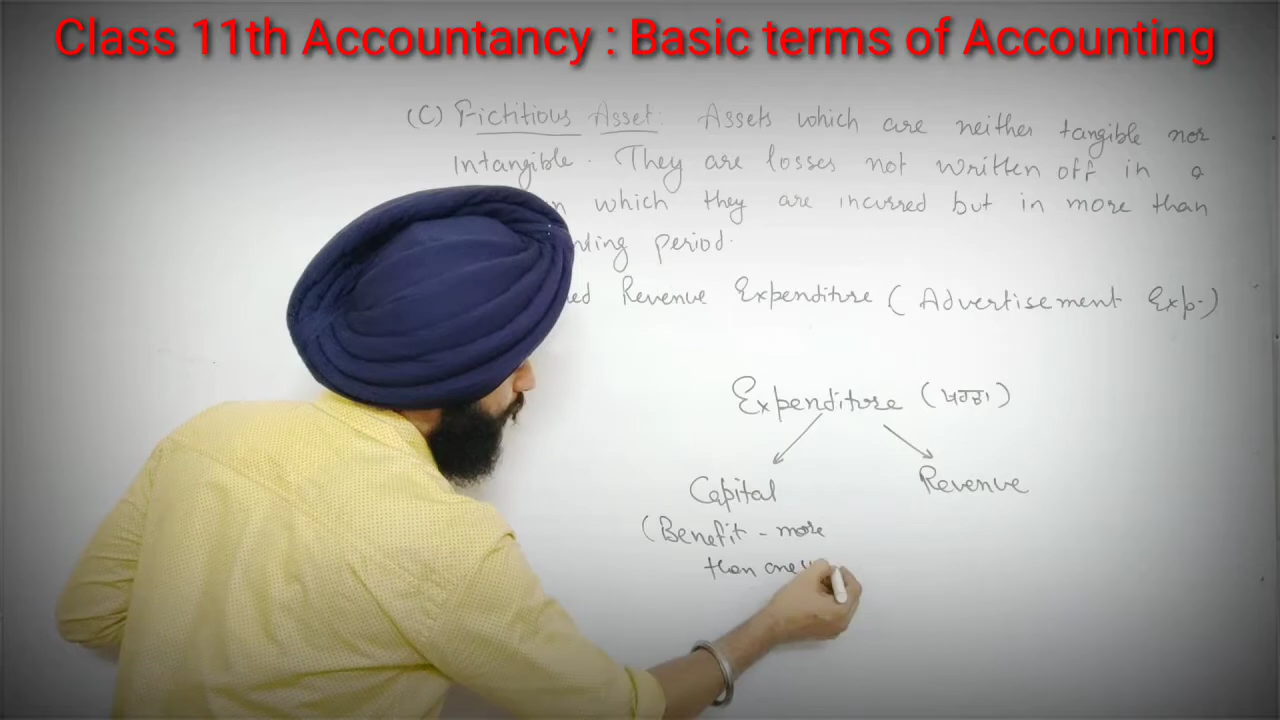 Class 11th Accountancy : Basic terms of Accounting
(C) Fictitious Asset: Assets which are neither tangible nor
Intangible. They are losses not written off in a
which they are incurred but in more than
period.
Revenue Expenditure (Advertisement Exp.)
Expenditure (ਖਰਚਾ)
Capital Revenue
(Benefit - more
than one